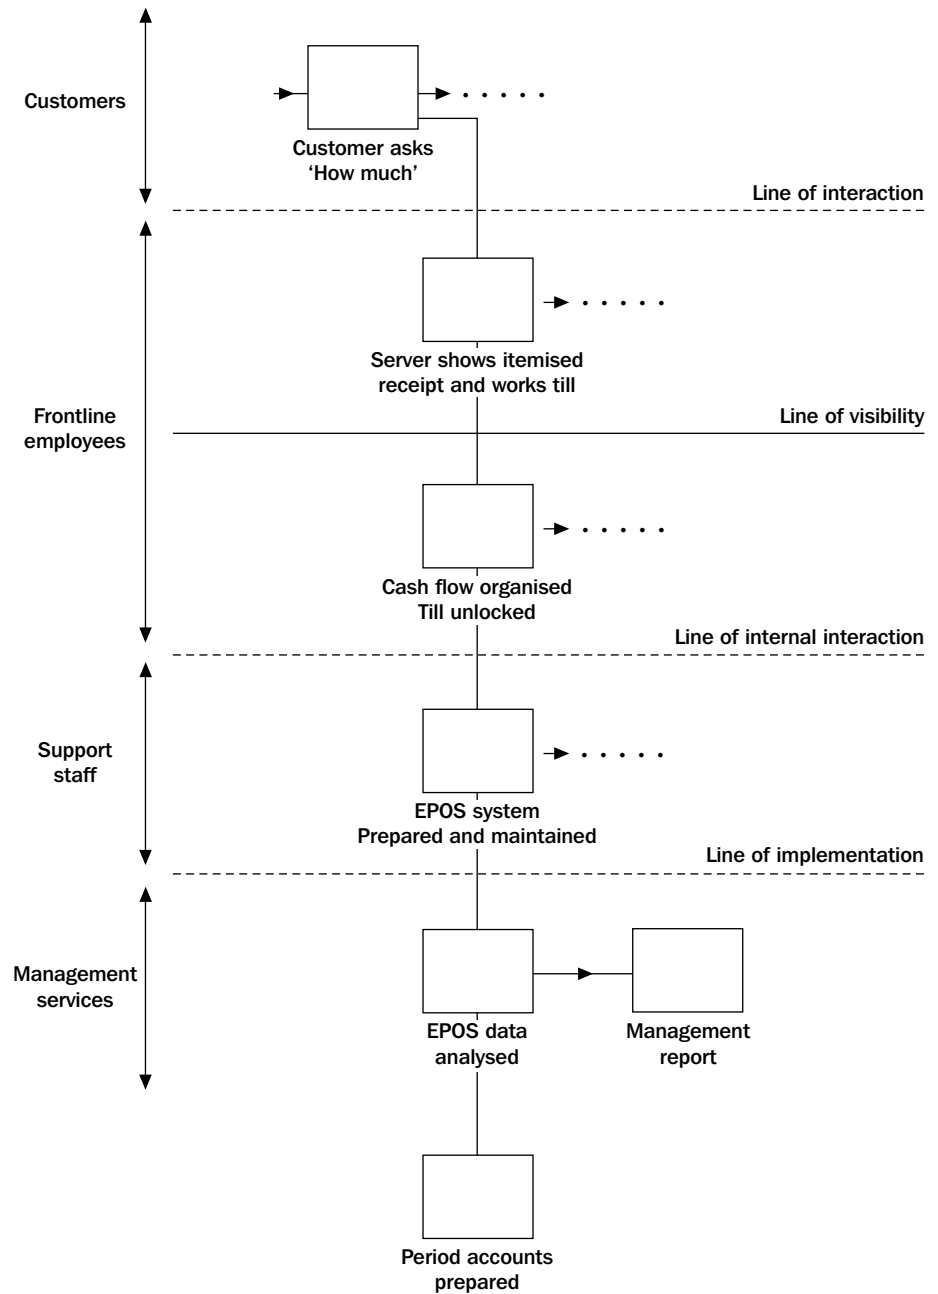 Customers
Customer asks
‘How much’
Line of interaction
Server shows itemised
receipt and works till
Frontline
employees
Line of visibility
Cash flow organised
Till unlocked
Line of internal interaction
Support
staff
EPOS system
Prepared and maintained
Line of implementation
Management
services
EPOS data
analysed
Management
report
Period accounts
prepared